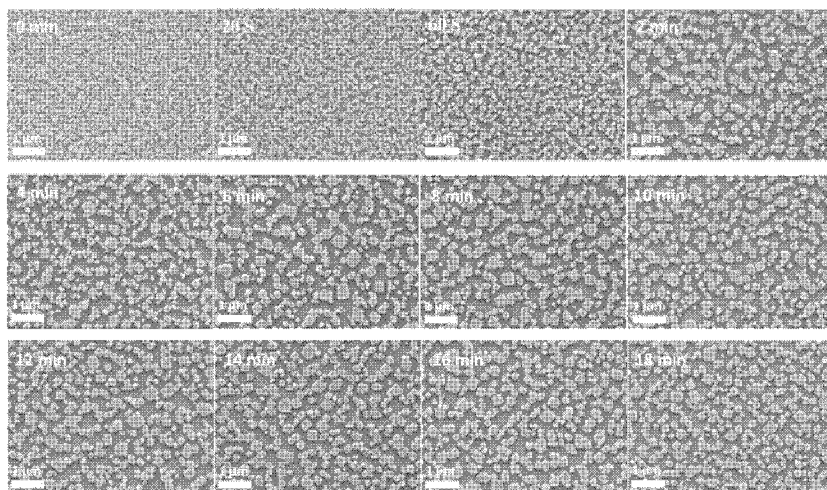 0 min
20 s
60 s
2 min
1 µm
1 µm
1 µm
1 µm
4 min
6 min
8 min
10 min
1 µm
1 µm
1 µm
1 µm
12 min
14 min
16 min
18 min
1 µm
1 µm
1 µm
1 µm